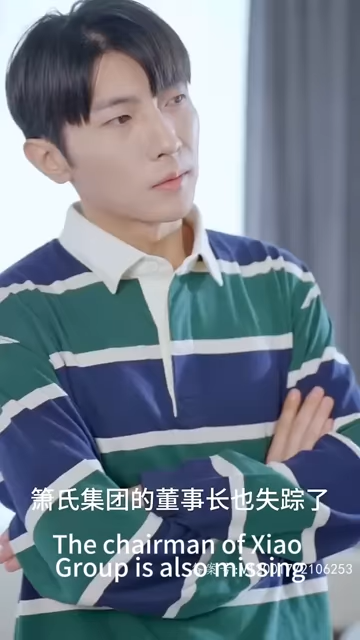 箫氏集团的董事长也失踪了
The chairman of Xiao
Group is also missing